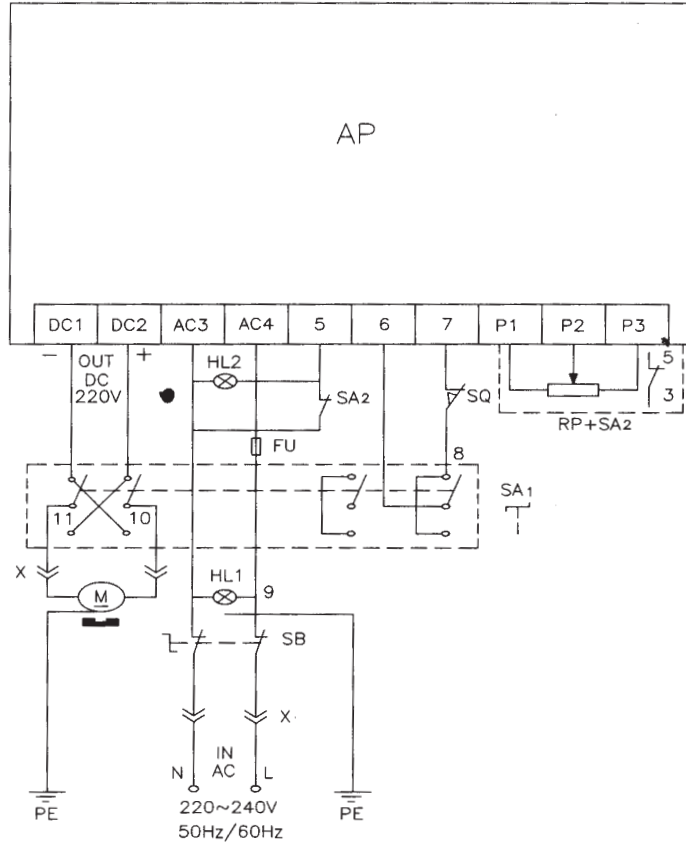 AP
DC1 DC2 AC3 AC4 5 6 7 P1 P2 P3
− OUT +
DC
220V
HL2
SA2
SQ
5
3
RP+SA2
FU
8
SA1
11 10
X
M
HL1
9
SB
X
IN
AC
N L
220~240V
50Hz/60Hz
PE
PE